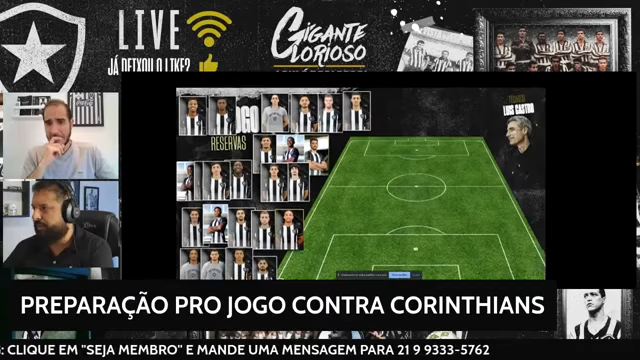 LIVE
JÁ DEIXOU O LIKE?
GIGANTE
GLORIOSO
JOGO
RESERVAS
LUIS CASTRO
PREPARAÇÃO PRO JOGO CONTRA CORINTHIANS
: CLIQUE EM "SEJA MEMBRO" E MANDE UMA MENSAGEM PARA 21 9 9333-5762